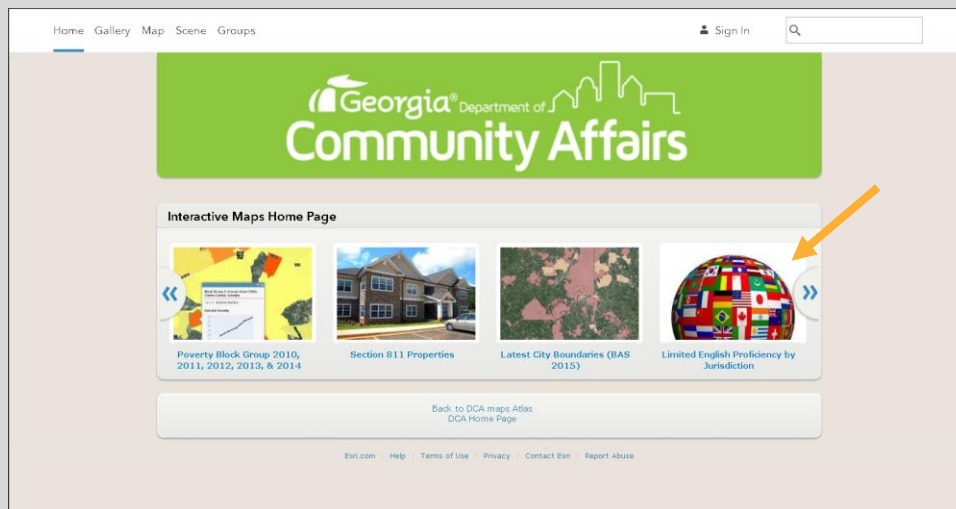 Home Gallery Map Scene Groups
Sign In
Georgia® Department of
Community Affairs
Interactive Maps Home Page
«
»
Poverty Block Group 2010,
2011, 2012, 2013, & 2014
Section 811 Properties
Latest City Boundaries (BAS
2015)
Limited English Proficiency by
Jurisdiction
Back to DCA maps Atlas
DCA Home Page
Esri.com | Help | Terms of Use | Privacy | Contact Esri | Report Abuse